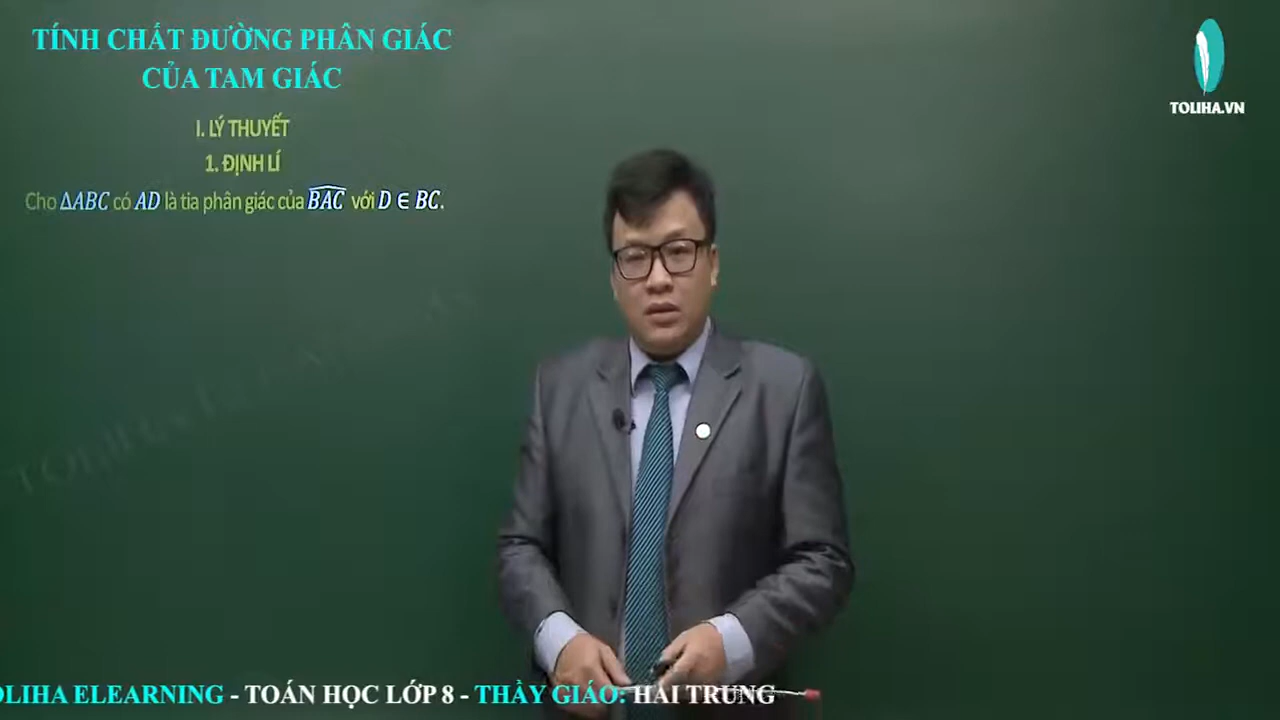 TÍNH CHẤT ĐƯỜNG PHÂN GIÁC
CỦA TAM GIÁC
I. LÝ THUYẾT
1. ĐỊNH LÍ
Cho ΔABC có AD là tia phân giác của \widehat{BAC} với D ∈ BC.
TOLIHA.VN
OLIHA ELEARNING - TOÁN HỌC LỚP 8 - THẦY GIÁO: HẢI TRUNG